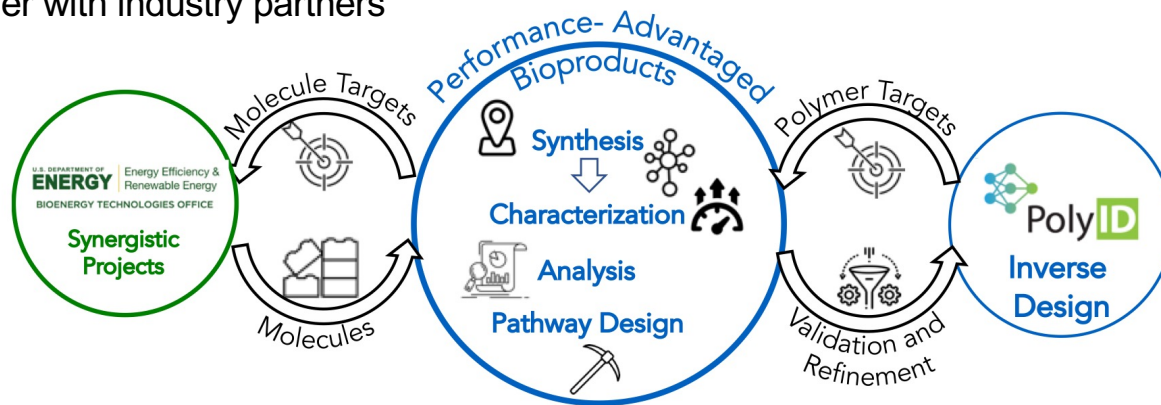 er with industry partners
Performance- Advantaged
Bioproducts
Molecule Targets
Polymer Targets
U.S. DEPARTMENT OF
ENERGY
Energy Efficiency &
Renewable Energy
BIOENERGY TECHNOLOGIES OFFICE
Synergistic
Projects
Synthesis
Characterization
Analysis
Pathway Design
PolyID
Inverse
Design
Molecules
Validation and
Refinement